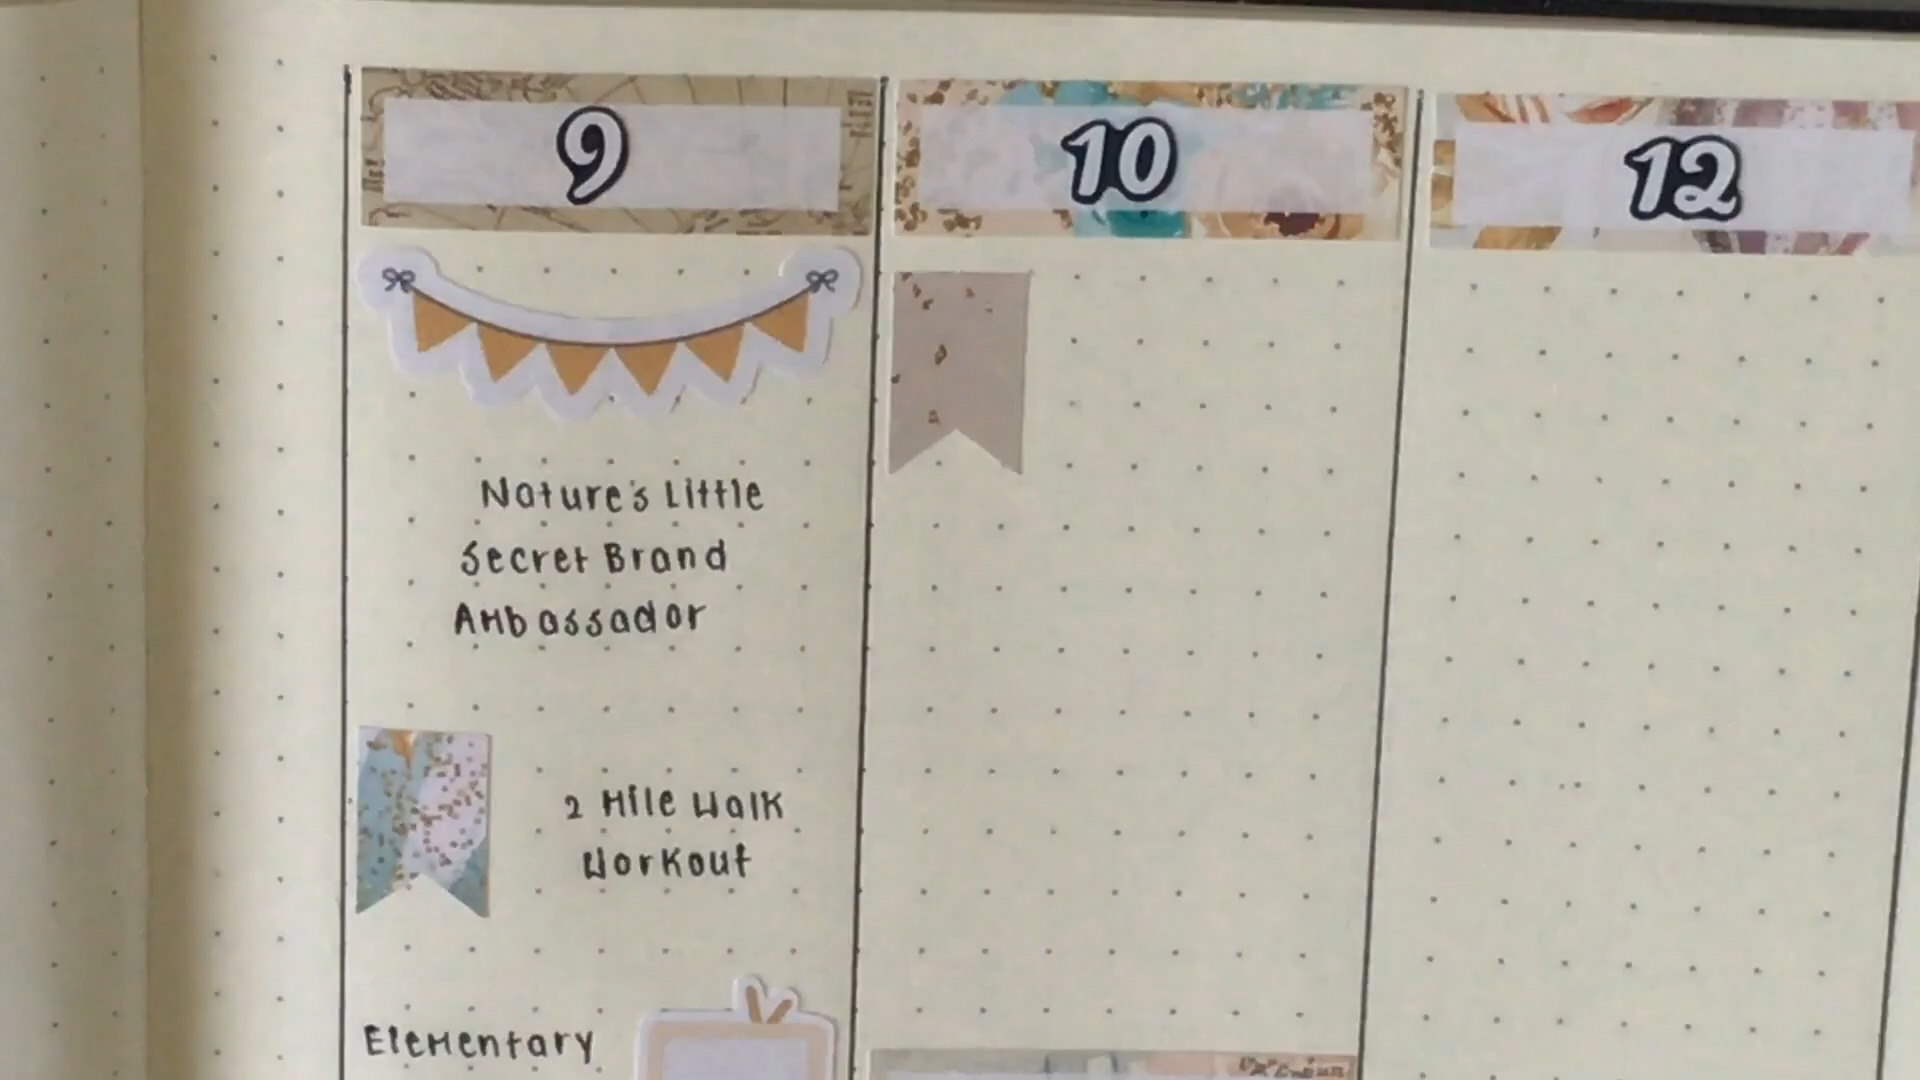 9
10
12
Nature's Little
Secret Brand
Ambassador
2 Mile Walk
Workout
Elementary